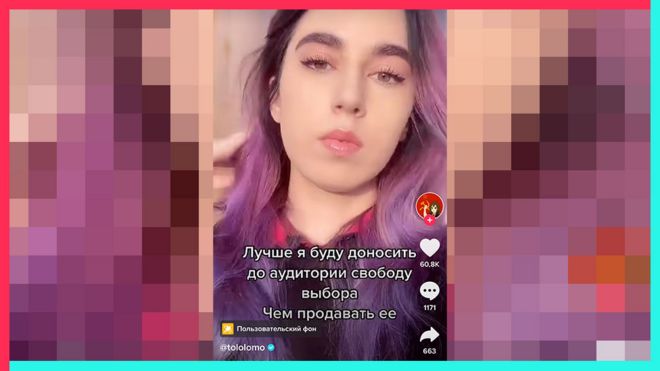 Лучше я буду доносить
до аудитории свободу
выбора
Чем продавать ее
60.8K
1171
Пользовательский фон
@tololomo
663